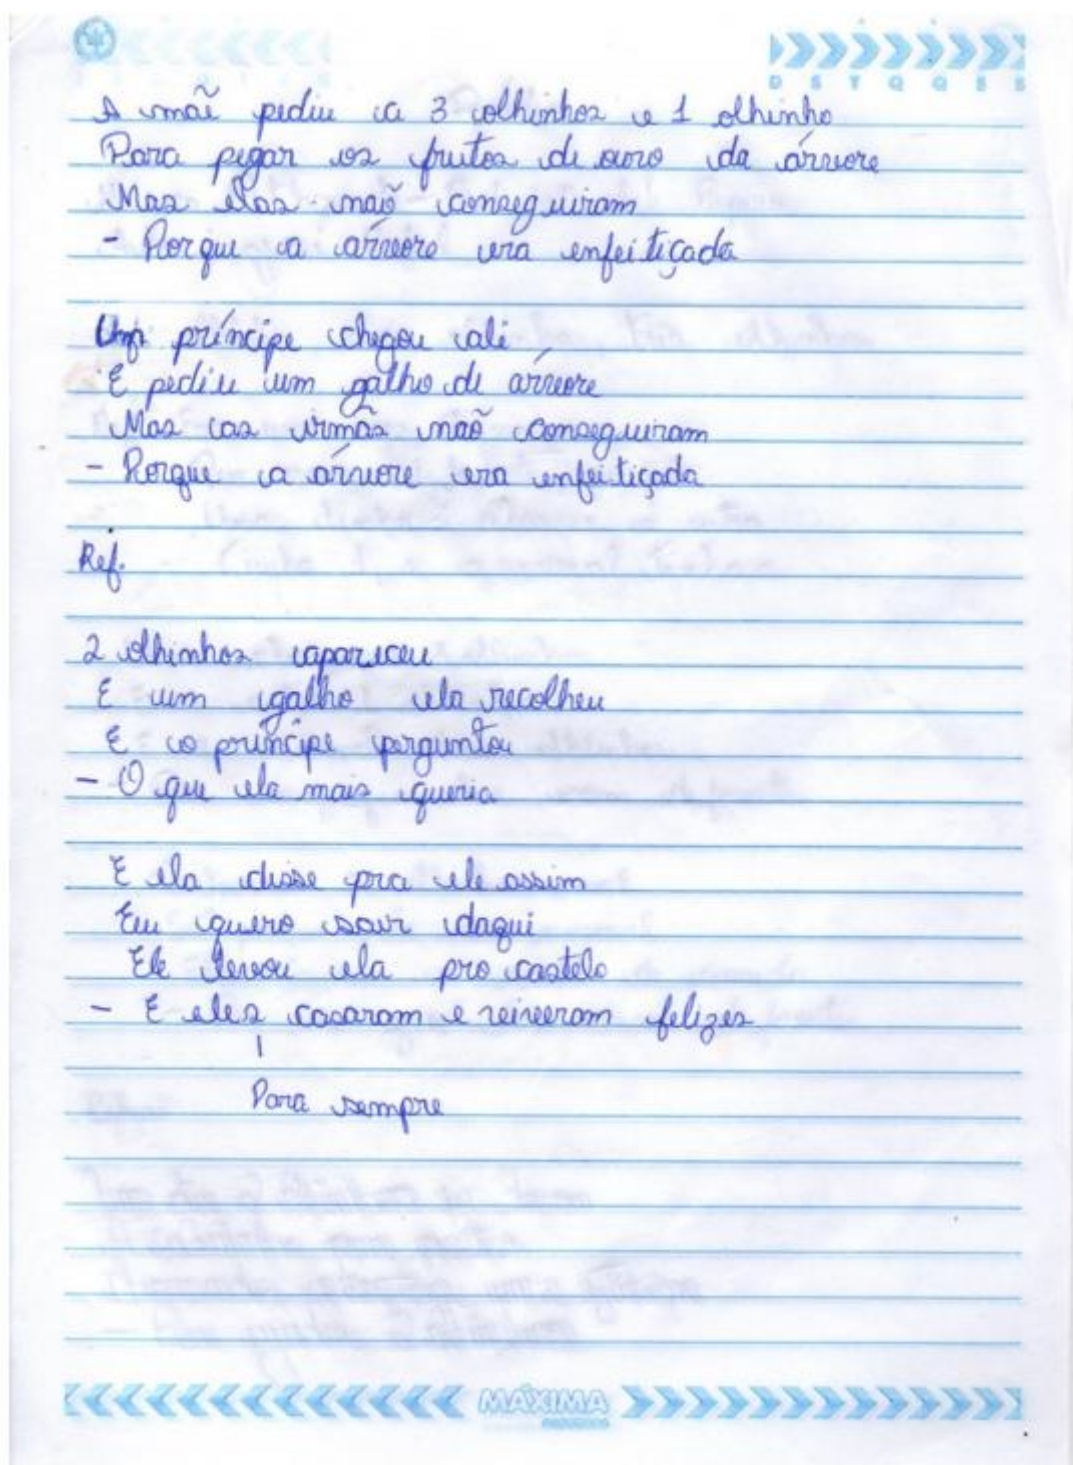 D S T Q Q S S
A mãe pediu a 3 olhinhos e 1 olhinho
Para pegar os frutos de ouro da árvore
Mas elas não conseguiram
- Porque a árvore era enfeitiçada
Um príncipe chegou ali
E pediu um galho de árvore
Mas as irmãs não conseguiram
- Porque a árvore era enfeitiçada
Ref.
2 olhinhos apareceu
E um galho ela recolheu
E o príncipe perguntou
- O que ela mais queria
E ela disse pra ele assim
Eu quero sair daqui
Ele levou ela pro castelo
- E eles casaram e viveram felizes
Para sempre
MÁXIMA